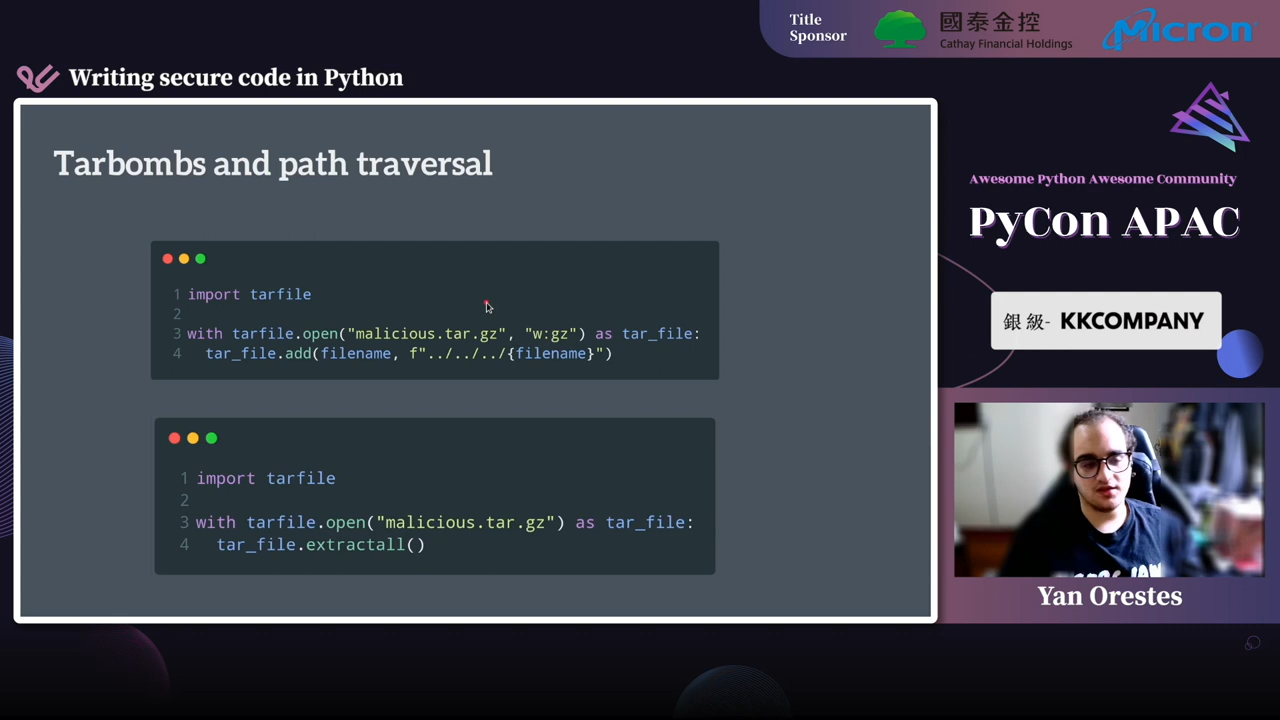 Title
Sponsor
國泰金控
Cathay Financial Holdings
Micron
Writing secure code in Python
Tarbombs and path traversal
1 import tarfile
2
3 with tarfile.open("malicious.tar.gz", "w:gz") as tar_file:
4   tar_file.add(filename, f"../../../{filename}")
1 import tarfile
2
3 with tarfile.open("malicious.tar.gz") as tar_file:
4   tar_file.extractall()
Awesome Python Awesome Community
PyCon APAC
銀級- KKCOMPANY
Yan Orestes